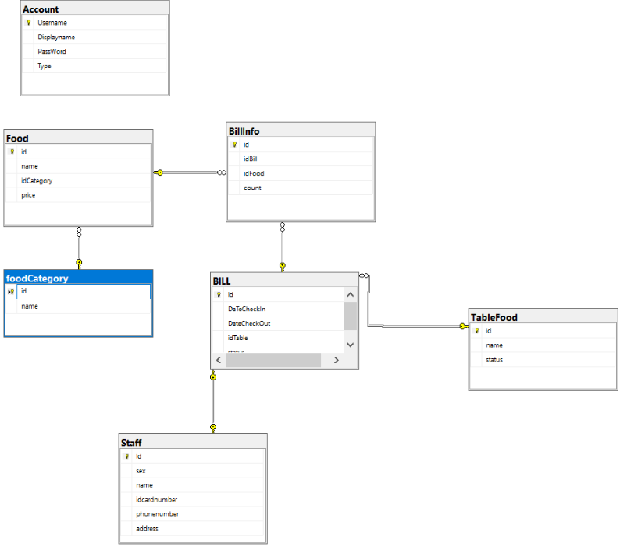 Account
Username
Displayname
PassWord
Type
Food
id
name
idCategory
price
BillInfo
id
idBill
idFood
count
foodCategory
id
name
BILL
id
DaTeCheckIn
DateCheckOut
idTable
TableFood
id
name
status
Staff
id
sex
name
idcardnumber
phonenumber
address